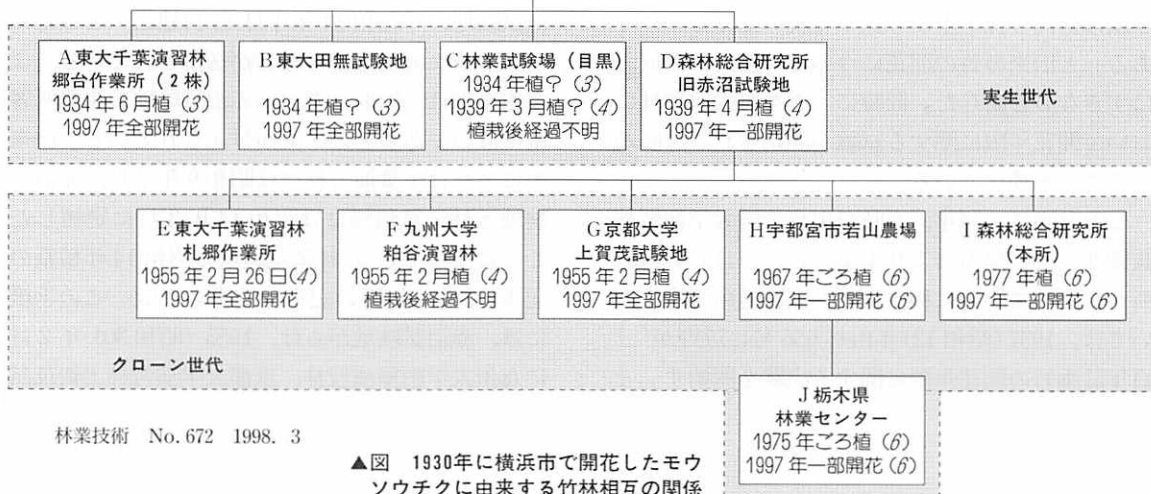 A東大千葉演習林
郷台作業所（2株）
1934年6月植（3）
1997年全部開花
B東大田無試験地
1934年植？（3）
1997年全部開花
C林業試験場（目黒）
1934年植？（3）
1939年3月植？（4）
植栽後経過不明
D森林総合研究所
旧赤沼試験地
1939年4月植（4）
1997年一部開花
実生世代
E東大千葉演習林
札郷作業所
1955年2月26日（4）
1997年全部開花
F九州大学
粕谷演習林
1955年2月植（4）
植栽後経過不明
G京都大学
上賀茂試験地
1955年2月植（4）
1997年全部開花
H宇都宮市若山農場
1967年ごろ植（6）
1997年一部開花（6）
I森林総合研究所
（本所）
1977年植（6）
1997年一部開花（6）
クローン世代
J栃木県
林業センター
1975年ごろ植（6）
1997年一部開花（6）
林業技術 No. 672 1998. 3
▲図 1930年に横浜市で開花したモウ
ソウチクに由来する竹林相互の関係